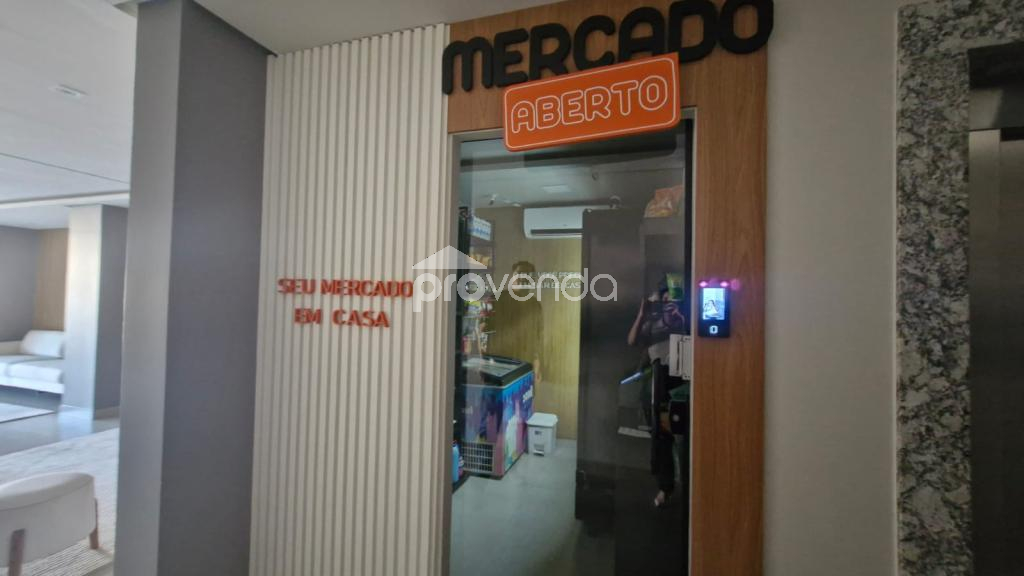 MERCADO
ABERTO
SEU MERCADO
EM CASA
provenda